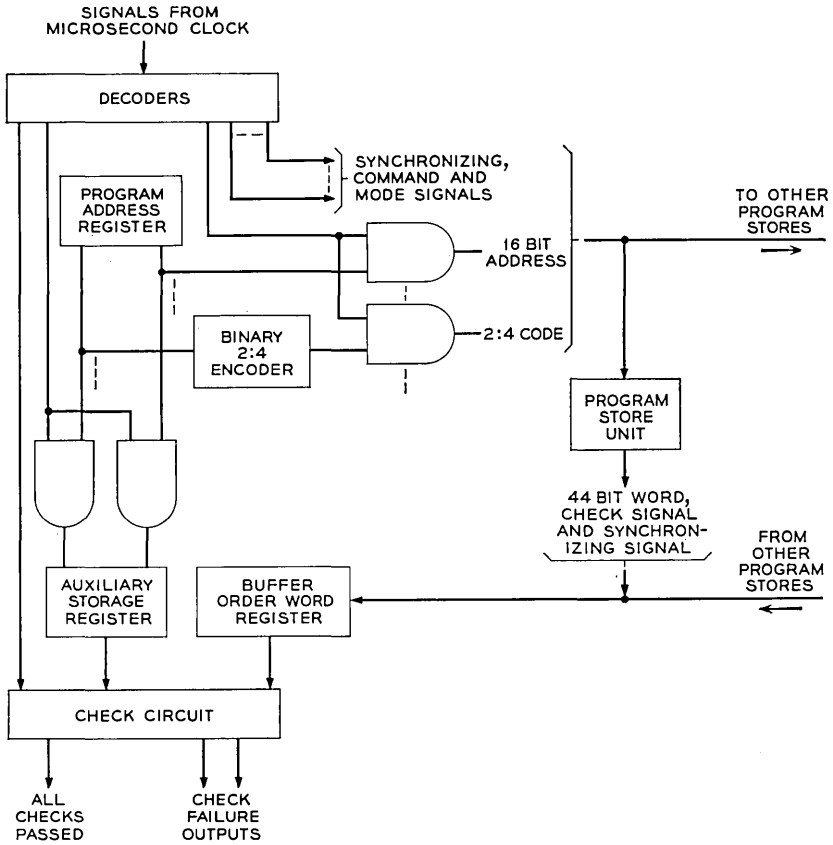 SIGNALS FROM
MICROSECOND CLOCK
DECODERS
SYNCHRONIZING,
COMMAND AND
MODE SIGNALS
PROGRAM
ADDRESS
REGISTER
TO OTHER
PROGRAM
STORES
16 BIT
ADDRESS
BINARY
2:4
ENCODER
2:4 CODE
PROGRAM
STORE
UNIT
44 BIT WORD,
CHECK SIGNAL
AND SYNCHRON-
IZING SIGNAL
FROM
OTHER
PROGRAM
STORES
AUXILIARY
STORAGE
REGISTER
BUFFER
ORDER WORD
REGISTER
CHECK CIRCUIT
ALL
CHECKS
PASSED
CHECK
FAILURE
OUTPUTS